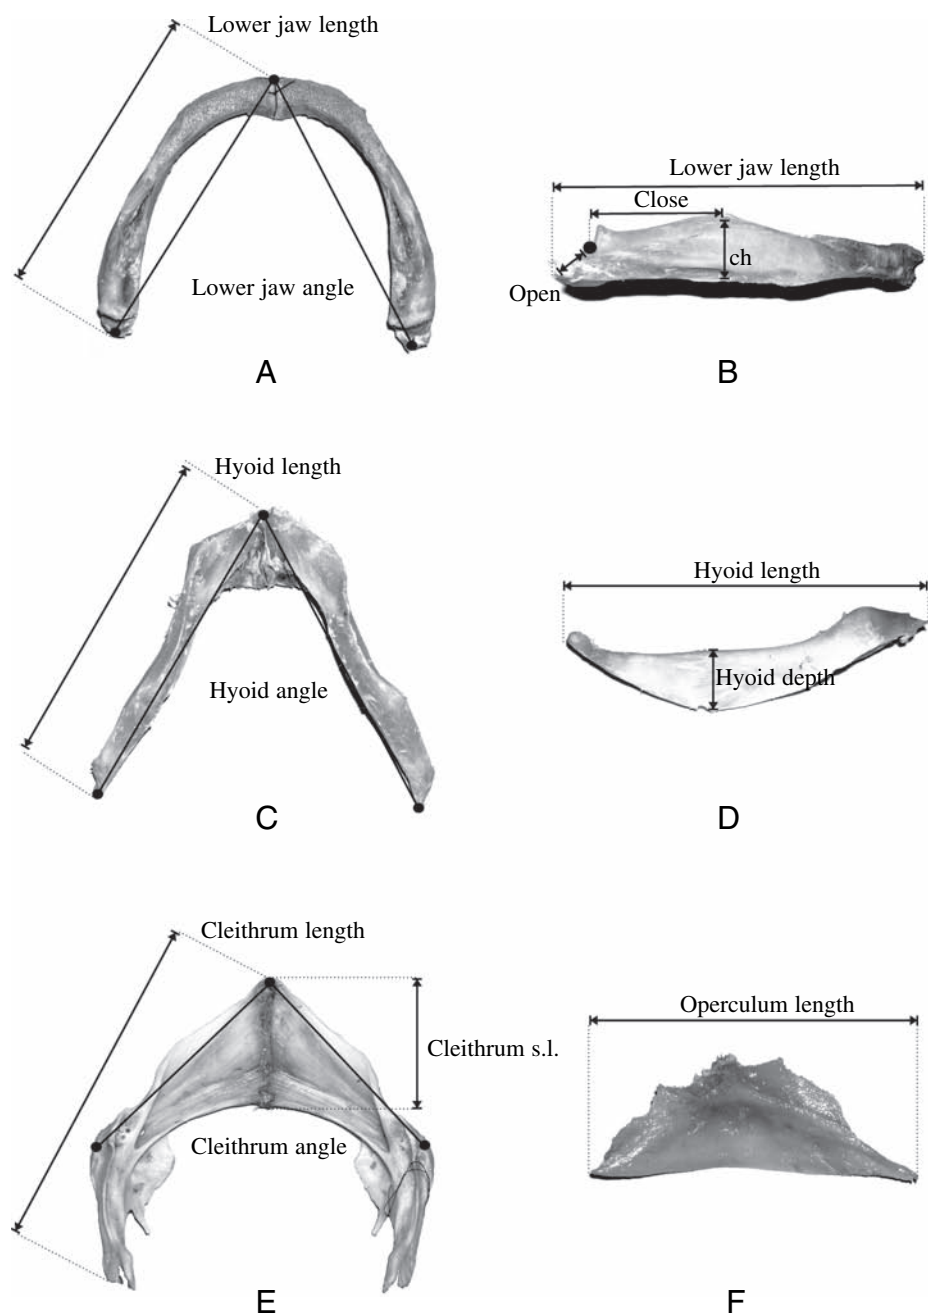 Lower jaw length
Lower jaw angle
A
Lower jaw length
Close
ch
Open
B
Hyoid length
Hyoid angle
C
Hyoid length
Hyoid depth
D
Cleithrum length
Cleithrum s.l.
Cleithrum angle
E
Operculum length
F